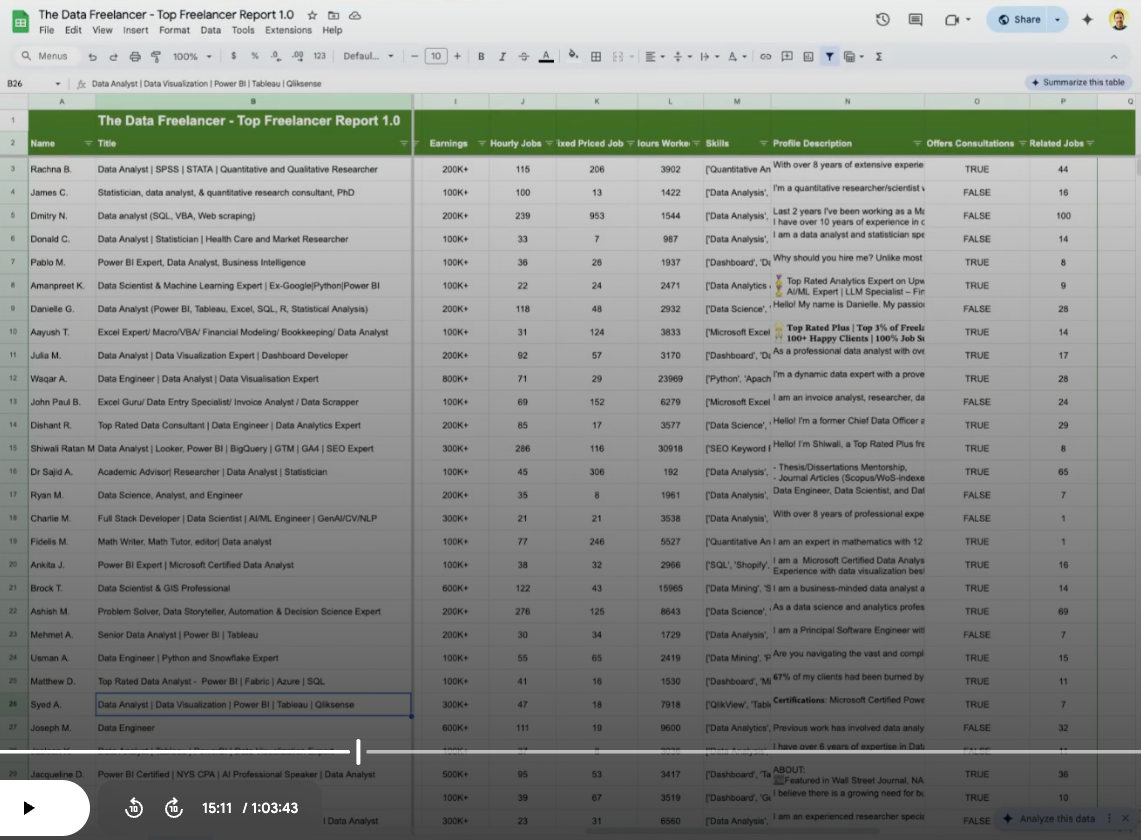 The Data Freelancer - Top Freelancer Report 1.0
File Edit View Insert Format Data Tools Extensions Help
Share
Menus 100% $ % .0 .00 123 Defaul... − 10 + B I A Σ
B26 fx Data Analyst | Data Visualization | Power BI | Tableau | Qliksense
Summarize this table
A B I J K L M N O P Q
1 The Data Freelancer - Top Freelancer Report 1.0
2 Name Title Earnings Hourly Jobs ixed Priced Job lours Worke Skills Profile Description Offers Consultations Related Jobs
3 Rachna B. Data Analyst | SPSS | STATA | Quantitative and Qualitative Researcher 200K+ 115 206 3902 ['Quantitative An With over 8 years of extensive experie TRUE 44
4 James C. Statistician, data analyst, & quantitative research consultant, PhD 100K+ 100 13 1422 ['Data Analysis', I'm a quantitative researcher/scientist v FALSE 16
5 Dmitry N. Data analyst (SQL, VBA, Web scraping) 200K+ 239 953 1544 ['Data Analysis', Last 2 years I've been working as a Ma FALSE 100
I have over 10 years of experience in c
6 Donald C. Data Analyst | Statistician | Health Care and Market Researcher 100K+ 33 7 987 ['Data Analysis', I am a data analyst and statistician spe FALSE 14
7 Pablo M. Power BI Expert, Data Analyst, Business Intelligence 100K+ 36 26 1937 ['Dashboard', 'Da Why should you hire me? Unlike most TRUE 8
8 Amanpreet K. Data Scientist & Machine Learning Expert | Ex-Google|Python|Power BI 100K+ 22 24 2471 ['Data Analytics Top Rated Analytics Expert on Upw TRUE 9
AI/ML Expert | LLM Specialist – Fin
9 Danielle G. Data Analyst (Power BI, Tableau, Excel, SQL, R, Statistical Analysis) 200K+ 118 48 2932 ['Data Science', Hello! My name is Danielle. My passion FALSE 28
10 Aayush T. Excel Expert/ Macro/VBA/ Financial Modeling/ Bookkeeping/ Data Analyst 100K+ 31 124 3833 ['Microsoft Excel Top Rated Plus | Top 3% of Freela TRUE 14
100+ Happy Clients | 100% Job Su
11 Julia M. Data Analyst | Data Visualization Expert | Dashboard Developer 200K+ 92 57 3170 ['Dashboard', 'Da As a professional data analyst with ove TRUE 17
12 Waqar A. Data Engineer | Data Analyst | Data Visualisation Expert 800K+ 71 29 23969 ['Python', 'Apach I'm a dynamic data expert with a prove TRUE 28
13 John Paul B. Excel Guru/ Data Entry Specialist/ Invoice Analyst / Data Scrapper 100K+ 69 152 6279 ['Microsoft Excel I am an invoice analyst, researcher, da FALSE 24
14 Dishant R. Top Rated Data Consultant | Data Engineer | Data Analytics Expert 200K+ 65 17 3577 ['Data Science', Hello! I'm a former Chief Data Officer a TRUE 29
15 Shiwali Ratan M Data Analyst | Looker, Power BI | BigQuery | GTM | GA4 | SEO Expert 300K+ 286 116 30918 ['SEO Keyword Hello! I'm Shiwali, a Top Rated Plus fre TRUE 8
16 Dr Sajid A. Academic Advisor| Researcher | Data Analyst | Statistician 100K+ 45 306 192 ['Data Analysis', - Thesis/Dissertations Mentorship, TRUE 65
- Journal Articles (Scopus/WoS-indexe
17 Ryan M. Data Science, Analyst, and Engineer 200K+ 35 8 1961 ['Data Analysis', Data Engineer, Data Scientist, and Dat FALSE 7
18 Charlie M. Full Stack Developer | Data Scientist | AI/ML Engineer | GenAI/CV/NLP 300K+ 21 21 3538 ['Data Analysis', With over 8 years of professional expe FALSE 1
19 Fidelis M. Math Writer, Math Tutor, editor| Data analyst 100K+ 77 246 5527 ['Quantitative An I am an expert in mathematics with 12 TRUE 1
20 Ankita J. Power BI Expert | Microsoft Certified Data Analyst 100K+ 38 32 2966 ['SQL', 'Shopify', I am a Microsoft Certified Data Analys TRUE 16
Experience with data visualization best
21 Brock T. Data Scientist & GIS Professional 600K+ 122 43 15965 ['Data Mining', 'S I am a business-minded data analyst a TRUE 14
22 Ashish M. Problem Solver, Data Storyteller, Automation & Decision Science Expert 200K+ 276 125 8643 ['Data Science', As a data science and analytics profes TRUE 69
23 Mehmet A. Senior Data Analyst | Power BI | Tableau 200K+ 30 34 1729 ['Data Analysis', I am a Principal Software Engineer wit FALSE 7
24 Usman A. Data Engineer | Python and Snowflake Expert 100K+ 55 65 2419 ['Data Mining', 'P Are you navigating the vast and compl TRUE 15
25 Matthew D. Top Rated Data Analyst - Power BI | Fabric | Azure | SQL 100K+ 41 16 1530 ['Dashboard', 'Mi 67% of my clients had been burned by TRUE 11
26 Syed A. Data Analyst | Data Visualization | Power BI | Tableau | Qliksense 300K+ 47 18 7918 ['QlikView', 'Table Certifications: Microsoft Certified Powe TRUE 7
27 Joseph M. Data Engineer 600K+ 111 19 9600 ['Data Analytics', Previous work has involved data analy FALSE 32
I have over 6 years of expertise in Data
29 Jacqueline D. Power BI Certified | NYS CPA | AI Professional Speaker | Data Analyst 500K+ 95 53 3417 ['Dashboard', 'Ta ABOUT: TRUE 36
Featured in Wall Street Journal, NA
100K+ 39 67 3519 ['Dashboard', 'Ge I believe there is a growing need for bu TRUE 10
l Data Analyst 300K+ 23 31 6560 ['Data Analysis', I am an experienced research specia FALSE
Analyze this data
10 10 15:11 / 1:03:43